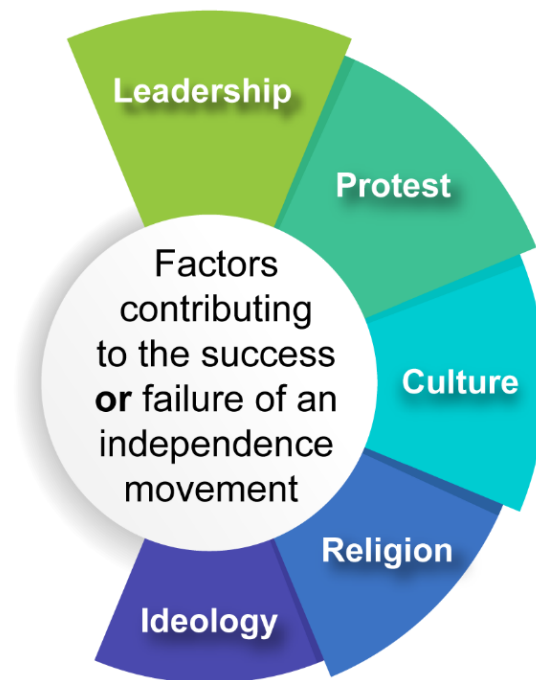 Leadership
Protest
Factors
contributing
to the success
or failure of an
independence
movement
Culture
Religion
Ideology